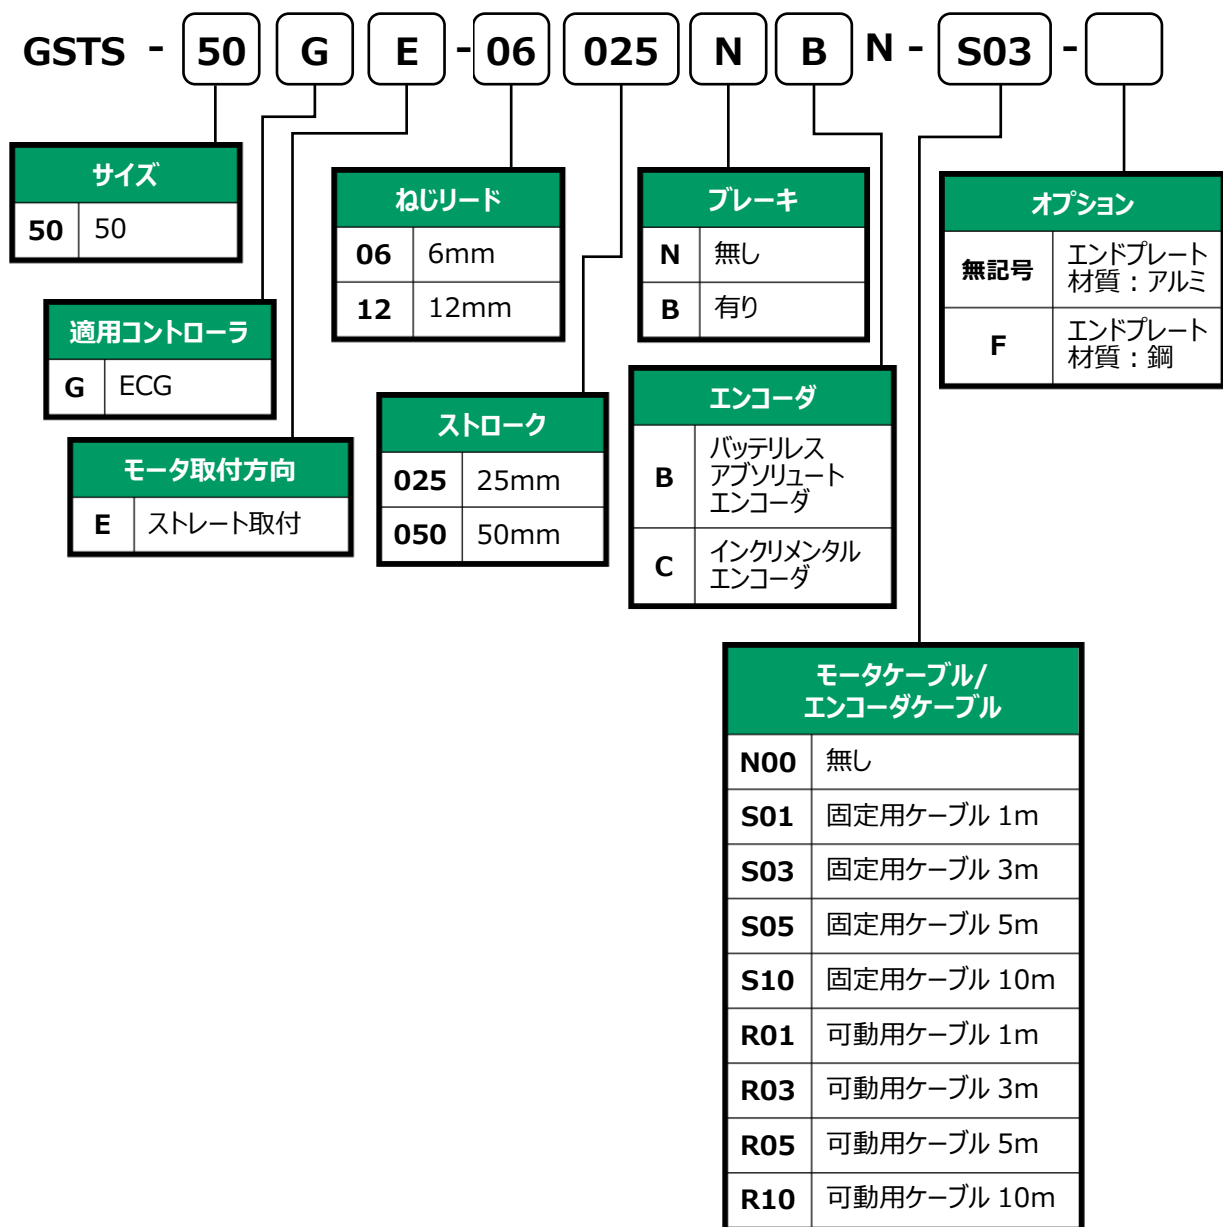 GSTS - 50 G E - 06 025 N B N - S03 -
サイズ
50 50
適用コントローラ
G ECG
モータ取付方向
E ストレート取付
ねじリード
06 6mm
12 12mm
ストローク
025 25mm
050 50mm
ブレーキ
N 無し
B 有り
エンコーダ
B バッテリレス
アブソリュート
エンコーダ
C インクリメンタル
エンコーダ
オプション
無記号 エンドプレート
材質：アルミ
F エンドプレート
材質：鋼
モータケーブル/
エンコーダケーブル
N00 無し
S01 固定用ケーブル 1m
S03 固定用ケーブル 3m
S05 固定用ケーブル 5m
S10 固定用ケーブル 10m
R01 可動用ケーブル 1m
R03 可動用ケーブル 3m
R05 可動用ケーブル 5m
R10 可動用ケーブル 10m